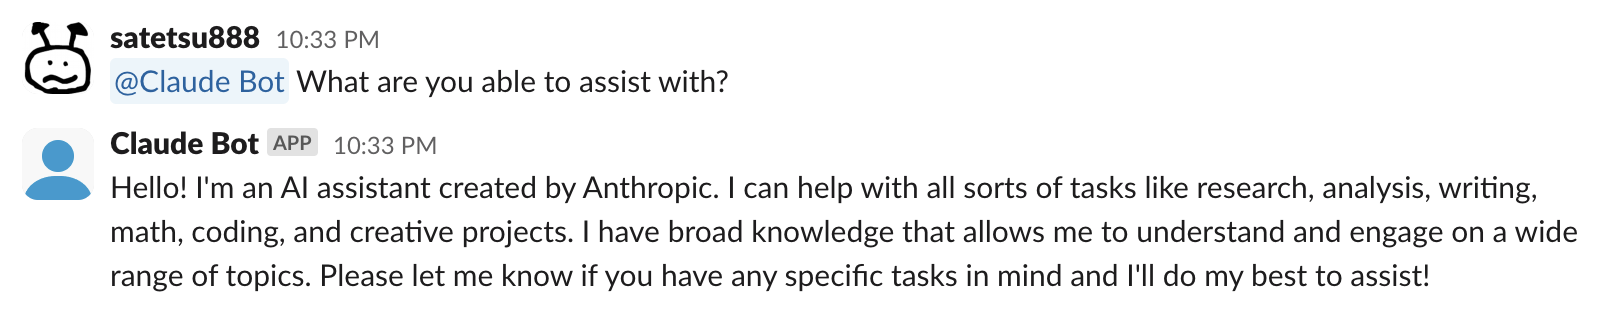 satetsu888 10:33 PM
@Claude Bot What are you able to assist with?
Claude Bot APP 10:33 PM
Hello! I'm an AI assistant created by Anthropic. I can help with all sorts of tasks like research, analysis, writing,
math, coding, and creative projects. I have broad knowledge that allows me to understand and engage on a wide
range of topics. Please let me know if you have any specific tasks in mind and I'll do my best to assist!